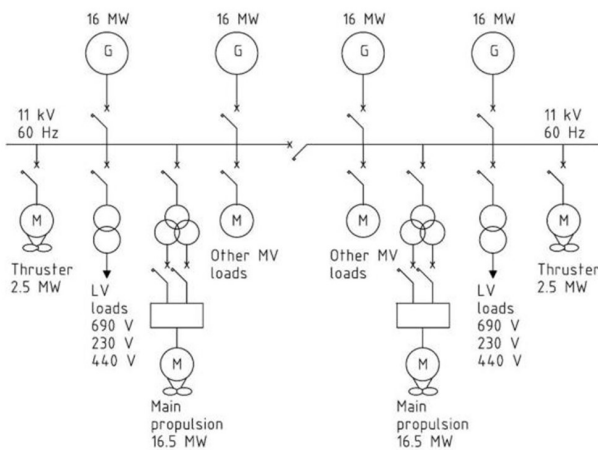 16 MW
16 MW
16 MW
16 MW
G
G
G
G
11 kV
60 Hz
11 kV
60 Hz
M
M
M
M
Thruster
2.5 MW
LV
loads
690 V
230 V
440 V
Other MV
loads
Other MV
loads
LV
loads
690 V
230 V
440 V
Thruster
2.5 MW
M
M
Main
propulsion
16.5 MW
Main
propulsion
16.5 MW